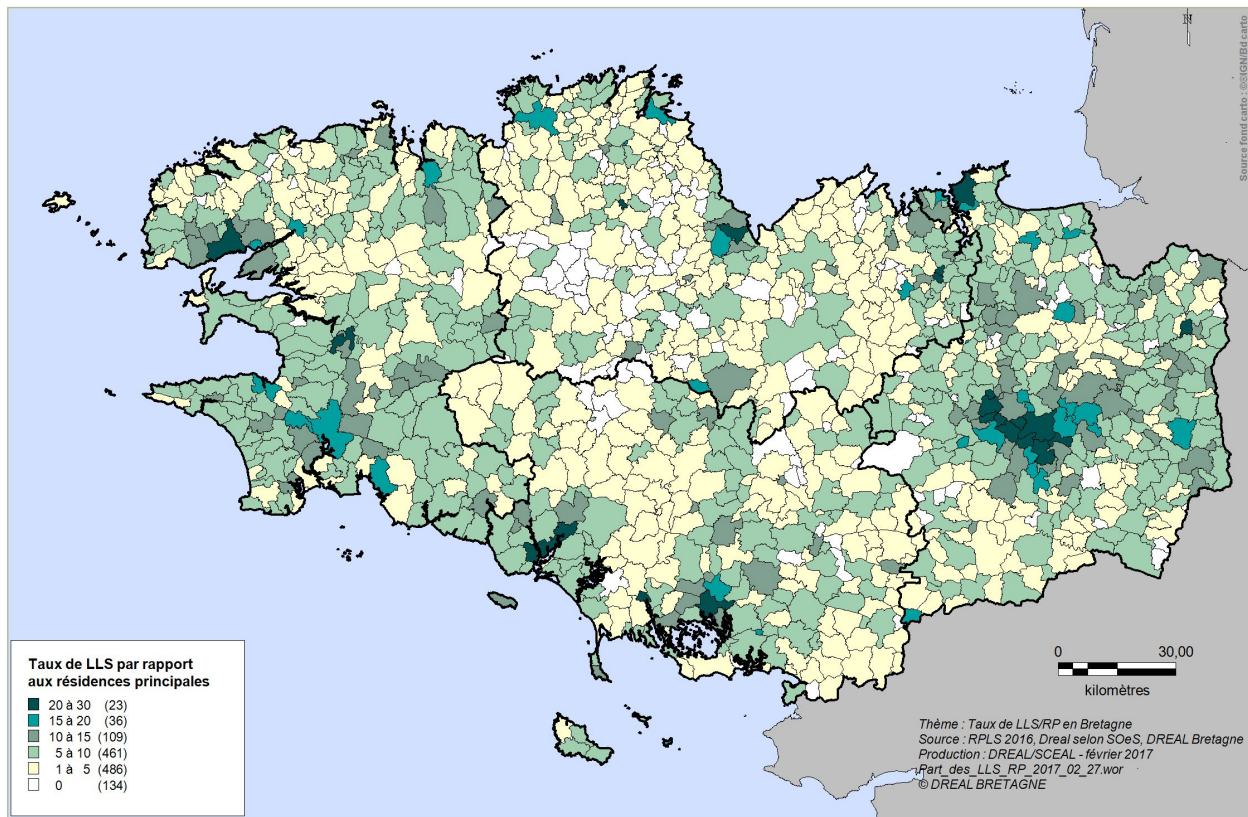 N
Source fond carto : ©SIGN/Bd carto
Taux de LLS par rapport
aux résidences principales
20 à 30 (23)
15 à 20 (36)
10 à 15 (109)
5 à 10 (461)
1 à 5 (486)
0 (134)
0 30,00
kilomètres
Thème : Taux de LLS/RP en Bretagne
Source : RPLS 2016, Dreal selon SOeS, DREAL Bretagne
Production : DREAL/SCEAL - février 2017
Part_des_LLS_RP_2017_02_27.wor
© DREAL BRETAGNE